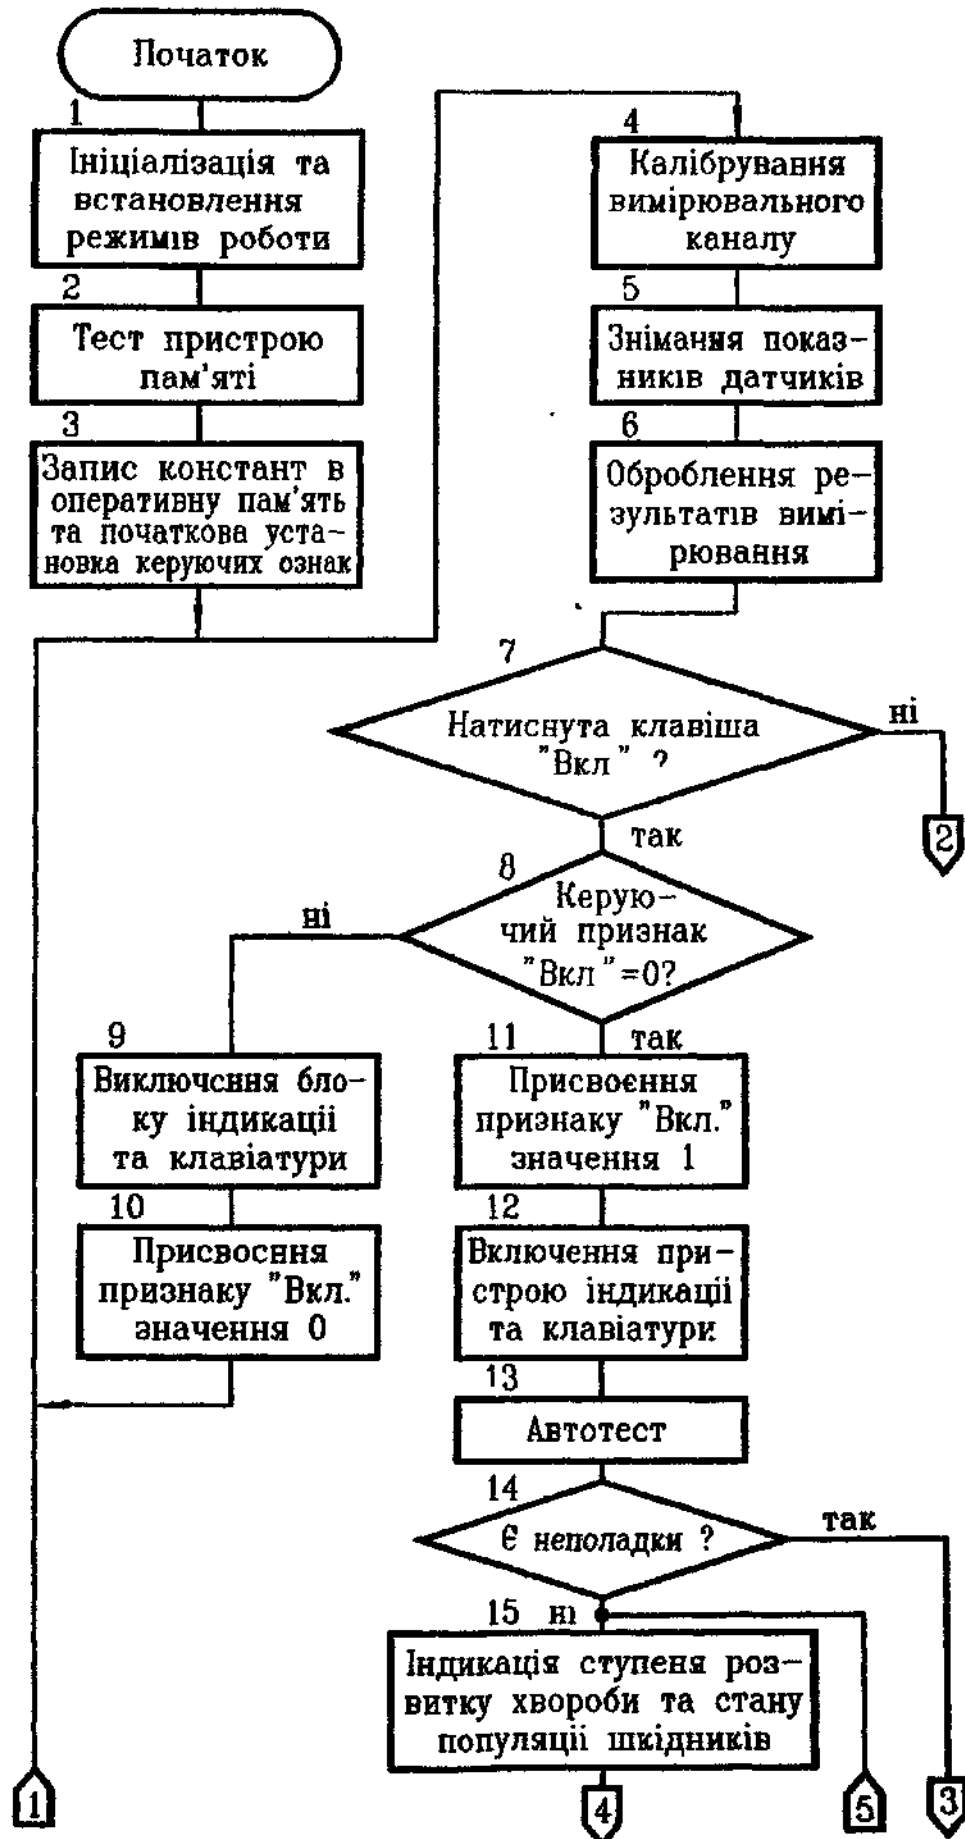 Початок
1
Ініціалізація та
встановлення
режимів роботи
2
Тест пристрою
пам'яті
3
Запис констант в
оперативну пам'ять
та початкова уста-
новка керуючих ознак
4
Калібрування
вимірювального
каналу
5
Знімання показ-
ників датчиків
6
Оброблення ре-
зультатів вимі-
рювання
7
Натиснута клавіша
"Вкл" ?
ні
2
так
8
Керую-
чий признак
"Вкл"=0?
ні
так
9
Виключення бло-
ку індикації
та клавіатури
10
Присвоєння
признаку "Вкл."
значення 0
11
Присвоєння
признаку "Вкл."
значення 1
12
Включення при-
строю індикації
та клавіатури
13
Автотест
14
Є неполадки ?
так
15 ні
Індикація ступеня роз-
витку хвороби та стану
популяції шкідників
1
4
5
3